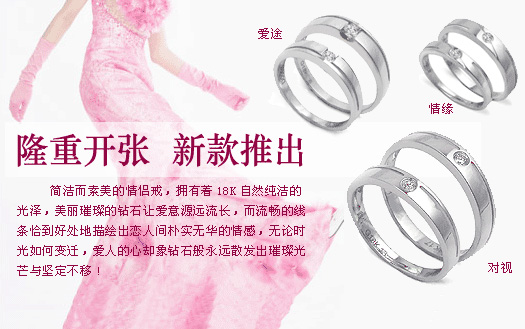 爱途
情缘
隆重开张 新款推出
简洁而素美的情侣戒，拥有着18K自然纯洁的
光泽，美丽璀璨的钻石让爱意源远流长，而流畅的线
条恰到好处地描绘出恋人间朴实无华的情感，无论时
光如何变迁，爱人的心却象钻石般永远散发出璀璨光
芒与坚定不移！
对视